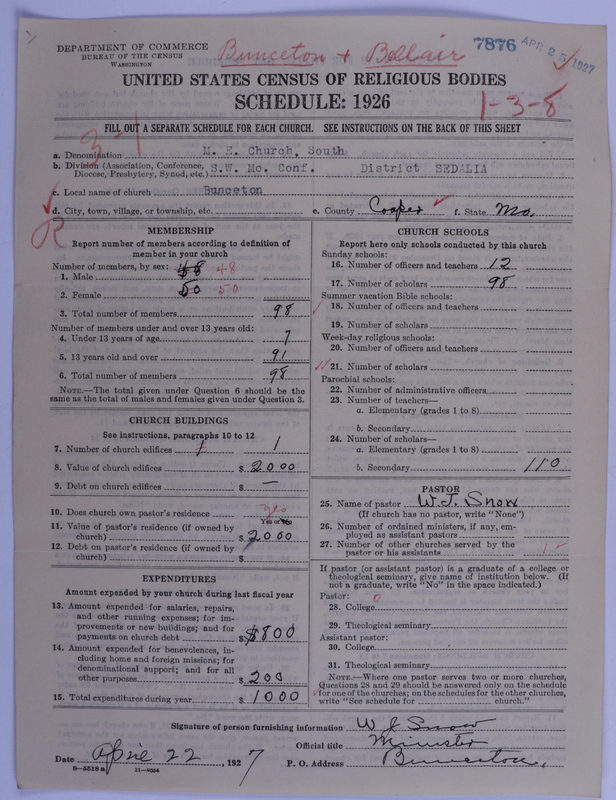 DEPARTMENT OF COMMERCE
BUREAU OF THE CENSUS
WASHINGTON
Bunceton + Bellair
7876 APR 25 1927
UNITED STATES CENSUS OF RELIGIOUS BODIES
SCHEDULE: 1926
1-3-8
3-1
FILL OUT A SEPARATE SCHEDULE FOR EACH CHURCH. SEE INSTRUCTIONS ON THE BACK OF THIS SHEET
a. Denomination M. E. Church, South
b. Division (Association, Conference, Diocese, Presbytery, Synod, etc.) S.W. Mo. Conf. District SEDALIA
c. Local name of church Bunceton
d. City, town, village, or township, etc. e. County Cooper f. State Mo.
R
MEMBERSHIP
Report number of members according to definition of
member in your church
Number of members, by sex:
1. Male 48 48
2. Female 50 50
3. Total number of members 98
Number of members under and over 13 years old:
4. Under 13 years of age 7
5. 13 years old and over 91
6. Total number of members 98
NOTE.—The total given under Question 6 should be
same as the total of males and females given under Question 3.
CHURCH BUILDINGS
See instructions, paragraphs 10 to 12
7. Number of church edifices 1 1
8. Value of church edifices $ 2000
9. Debt on church edifices $ —
10. Does church own pastor's residence yes
Yes or No
11. Value of pastor's residence (if owned by
church) $ 2000
12. Debt on pastor's residence (if owned by
church) $
EXPENDITURES
Amount expended by your church during last fiscal year
13. Amount expended for salaries, repairs,
and other running expenses; for im-
provements or new buildings; and for
payments on church debt $ $800
14. Amount expended for benevolences, in-
cluding home and foreign missions; for
denominational support; and for all
other purposes $ 200
15. Total expenditures during year $ 1000
CHURCH SCHOOLS
Report here only schools conducted by this church
Sunday schools:
16. Number of officers and teachers 12
17. Number of scholars 98
Summer vacation Bible schools:
18. Number of officers and teachers
19. Number of scholars
Week-day religious schools:
20. Number of officers and teachers
21. Number of scholars
Parochial schools:
22. Number of administrative officers
23. Number of teachers—
a. Elementary (grades 1 to 8)
b. Secondary
24. Number of scholars—
a. Elementary (grades 1 to 8)
b. Secondary 110
PASTOR
25. Name of pastor W.J. Snow
(If church has no pastor, write "None")
26. Number of ordained ministers, if any, em-
ployed as assistant pastors
27. Number of other churches served by the
pastor or his assistants 1
If pastor (or assistant pastor) is a graduate of a college or
theological seminary, give name of institution below. (If
not a graduate, write "No" in the space indicated.)
Pastor: 0
28. College
29. Theological seminary
Assistant pastor:
30. College
31. Theological seminary
NOTE.—Where one pastor serves two or more churches,
Questions 28 and 29 should be answered only on the schedule
for one of the churches; on the schedules for the other churches,
write "See schedule for church."
Signature of person furnishing information W J Snow
Official title Minister
Date Aprie 22, 1927 P. O. Address Bunceton,
8-5518 a 11-9054